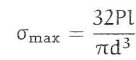 σmax = 32Pl / πd³